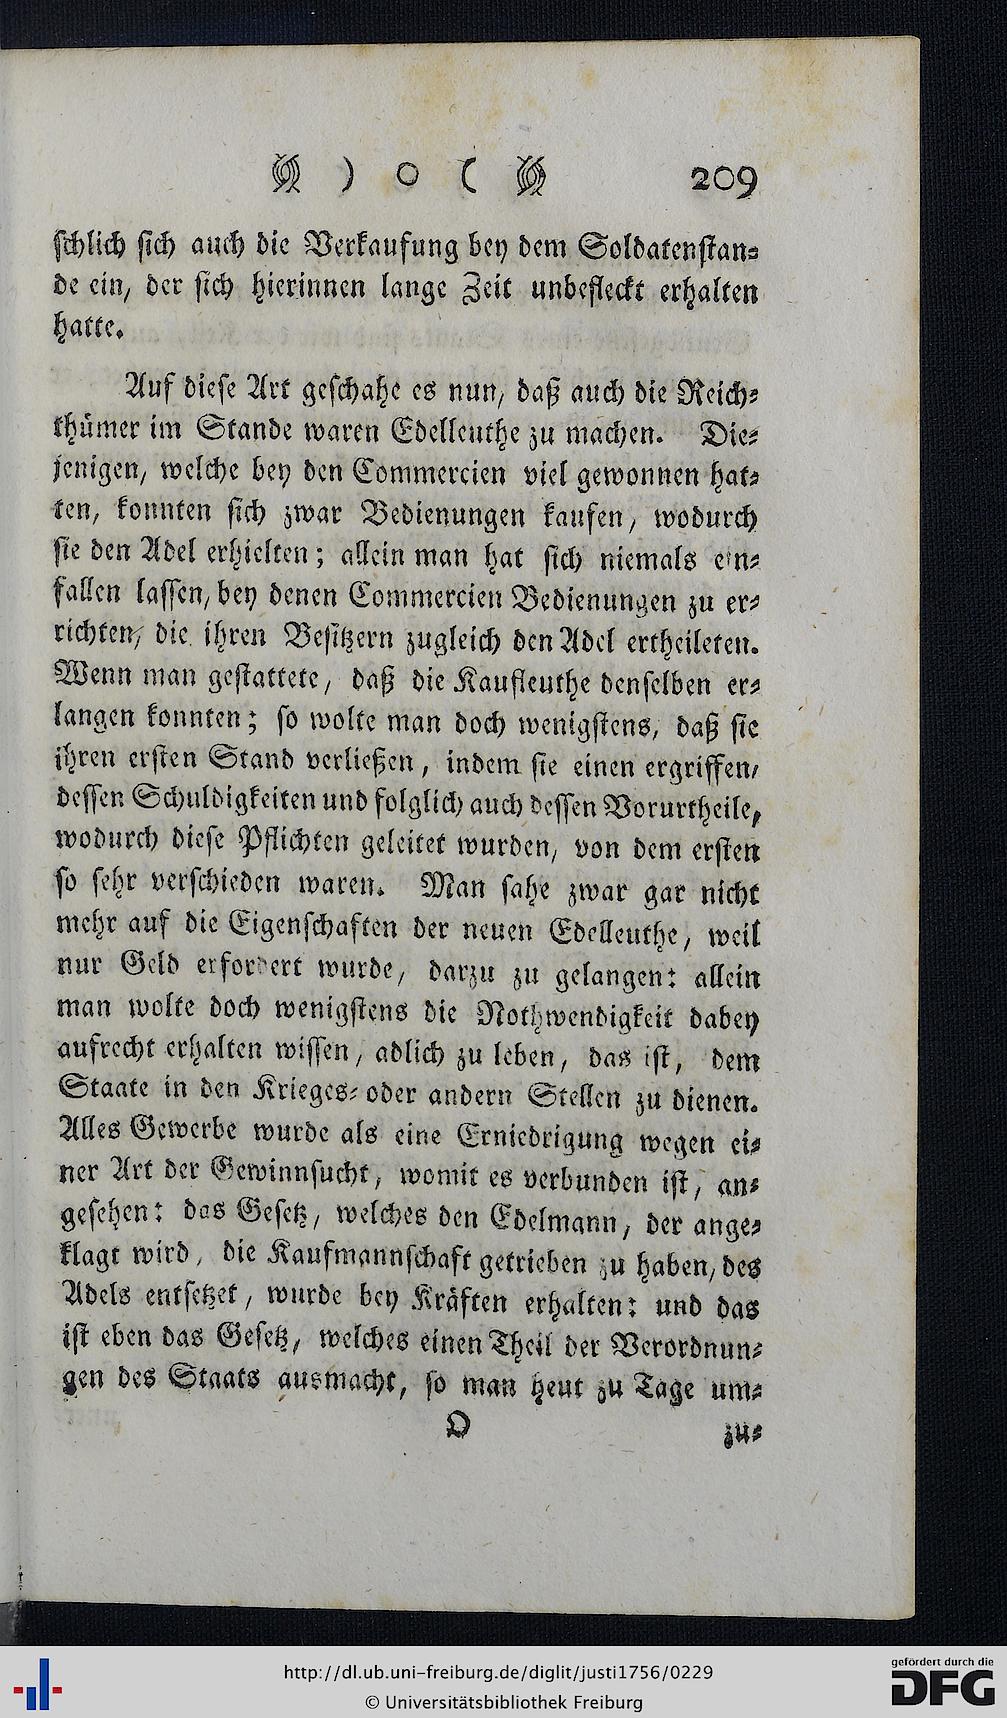 ) o ( 209
schlich sich auch die Verkaufung bey dem Soldatenstan-
de ein, der sich hierinnen lange Zeit unbefleckt erhalten
hatte.
Auf diese Art geschahe es nun, daß auch die Reich-
thümer im Stande waren Edelleuthe zu machen. Die-
jenigen, welche bey den Commercien viel gewonnen hat-
ten, konnten sich zwar Bedienungen kaufen, wodurch
sie den Adel erhielten; allein man hat sich niemals ein-
fallen lassen, bey denen Commercien Bedienungen zu er-
richten, die ihren Besitzern zugleich den Adel ertheileten.
Wenn man gestattete, daß die Kaufleuthe denselben er-
langen konnten; so wolte man doch wenigstens, daß sie
ihren ersten Stand verließen, indem sie einen ergriffen,
dessen Schuldigkeiten und folglich auch dessen Vorurtheile,
wodurch diese Pflichten geleitet wurden, von dem ersten
so sehr verschieden waren. Man sahe zwar gar nicht
mehr auf die Eigenschaften der neuen Edelleuthe, weil
nur Geld erfordert wurde, darzu zu gelangen: allein
man wolte doch wenigstens die Nothwendigkeit dabey
aufrecht erhalten wissen, adlich zu leben, das ist, dem
Staate in den Krieges- oder andern Stellen zu dienen.
Alles Gewerbe wurde als eine Erniedrigung wegen ei-
ner Art der Gewinnsucht, womit es verbunden ist, an-
gesehen: das Gesetz, welches den Edelmann, der ange-
klagt wird, die Kaufmannschaft getrieben zu haben, des
Adels entsetzet, wurde bey Kräften erhalten: und das
ist eben das Gesetz, welches einen Theil der Verordnun-
gen des Staats ausmacht, so man heut zu Tage um-
O zu-
http://dl.ub.uni-freiburg.de/diglit/justi1756/0229
© Universitätsbibliothek Freiburg
gefördert durch die
DFG